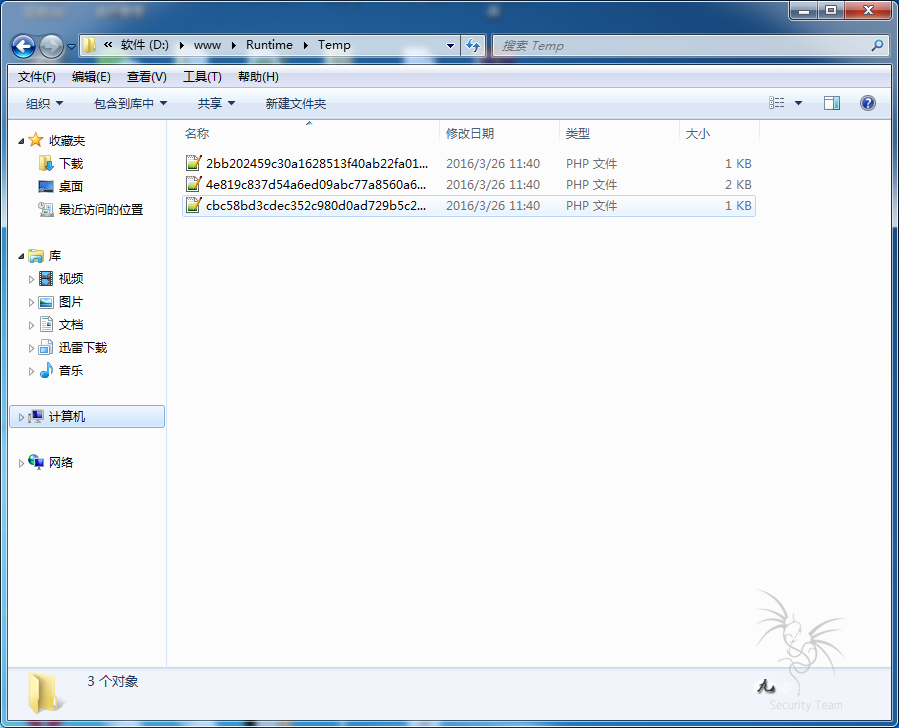 « 软件 (D:) ▸ www ▸ Runtime ▸ Temp
搜索 Temp
文件(F) 编辑(E) 查看(V) 工具(T) 帮助(H)
组织 包含到库中 共享 新建文件夹
名称 修改日期 类型 大小
2bb202459c30a1628513f40ab22fa01... 2016/3/26 11:40 PHP 文件 1 KB
4e819c837d54a6ed09abc77a8560a6... 2016/3/26 11:40 PHP 文件 2 KB
cbc58bd3cdec352c980d0ad729b5c2... 2016/3/26 11:40 PHP 文件 1 KB
收藏夹
下载
桌面
最近访问的位置
库
视频
图片
文档
迅雷下载
音乐
计算机
网络
3 个对象
九
Security Team